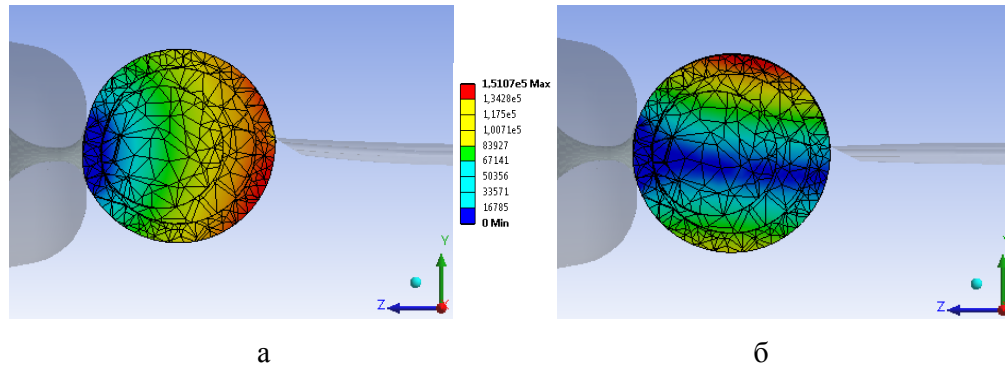 1,5107e5 Max
1,3428e5
1,175e5
1,0071e5
83927
67141
50356
33571
16785
0 Min
Y
Z
X
Y
Z
а
б